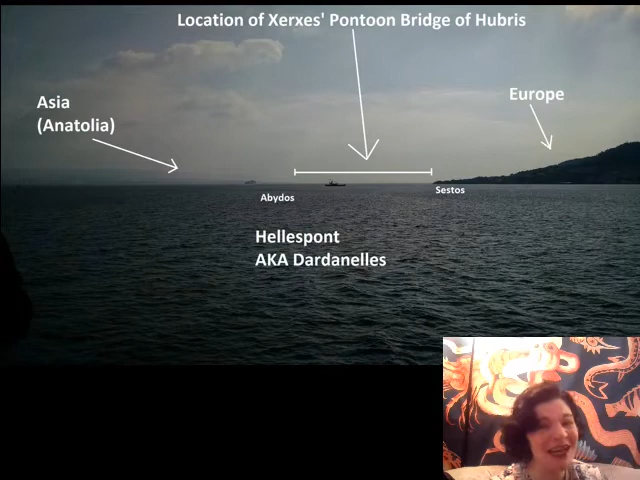 Location of Xerxes' Pontoon Bridge of Hubris
Asia
(Anatolia)
Europe
Abydos
Sestos
Hellespont
AKA Dardanelles